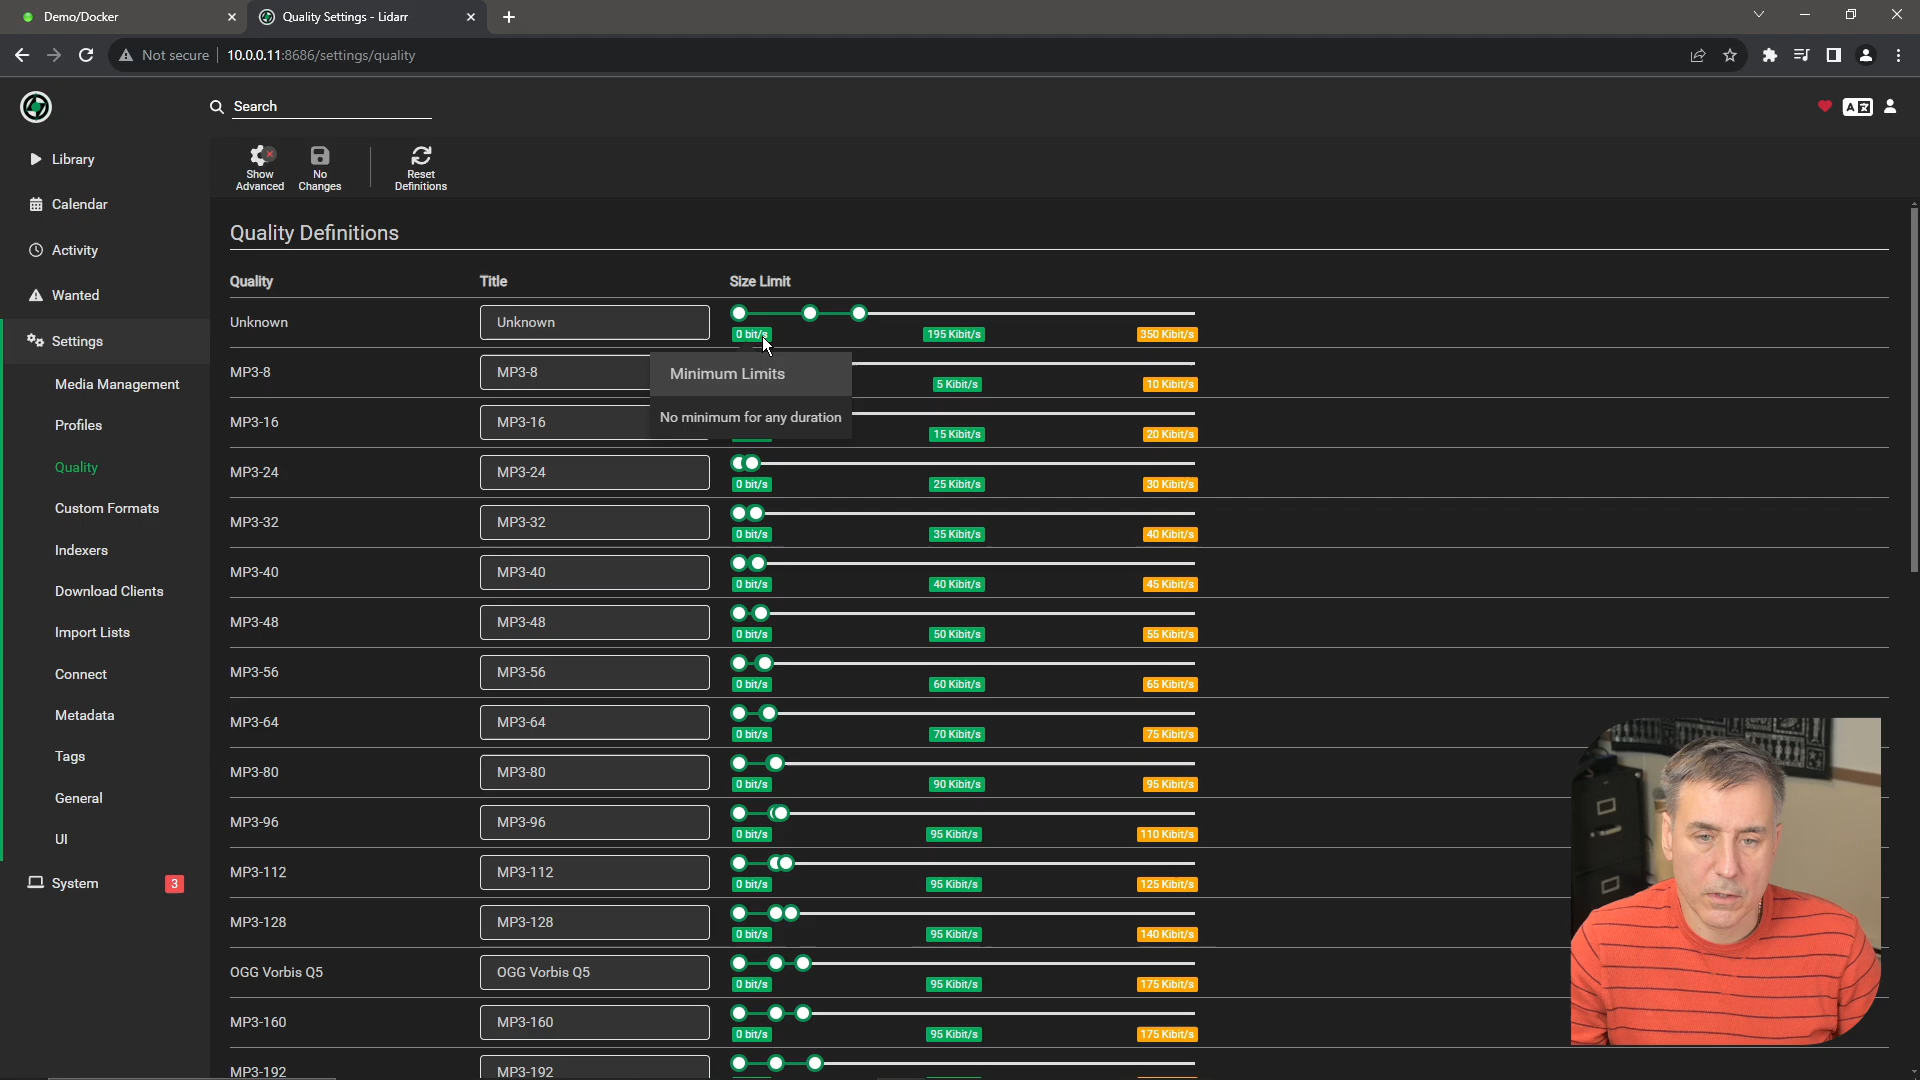 Demo/Docker
Quality Settings - Lidarr
Not secure
10.0.0.11:8686/settings/quality
Search
Library
Calendar
Activity
Wanted
Settings
Media Management
Profiles
Quality
Custom Formats
Indexers
Download Clients
Import Lists
Connect
Metadata
Tags
General
UI
System
3
Show Advanced
No Changes
Reset Definitions
Quality Definitions
Quality Title Size Limit
Unknown Unknown 0 bit/s 195 Kibit/s 350 Kibit/s
Minimum Limits
No minimum for any duration
MP3-8 MP3-8 5 Kibit/s 10 Kibit/s
MP3-16 MP3-16 15 Kibit/s 20 Kibit/s
MP3-24 MP3-24 0 bit/s 25 Kibit/s 30 Kibit/s
MP3-32 MP3-32 0 bit/s 35 Kibit/s 40 Kibit/s
MP3-40 MP3-40 0 bit/s 40 Kibit/s 45 Kibit/s
MP3-48 MP3-48 0 bit/s 50 Kibit/s 55 Kibit/s
MP3-56 MP3-56 0 bit/s 60 Kibit/s 65 Kibit/s
MP3-64 MP3-64 0 bit/s 70 Kibit/s 75 Kibit/s
MP3-80 MP3-80 0 bit/s 90 Kibit/s 95 Kibit/s
MP3-96 MP3-96 0 bit/s 95 Kibit/s 110 Kibit/s
MP3-112 MP3-112 0 bit/s 95 Kibit/s 125 Kibit/s
MP3-128 MP3-128 0 bit/s 95 Kibit/s 140 Kibit/s
OGG Vorbis Q5 OGG Vorbis Q5 0 bit/s 95 Kibit/s 175 Kibit/s
MP3-160 MP3-160 0 bit/s 95 Kibit/s 175 Kibit/s
MP3-192 MP3-192